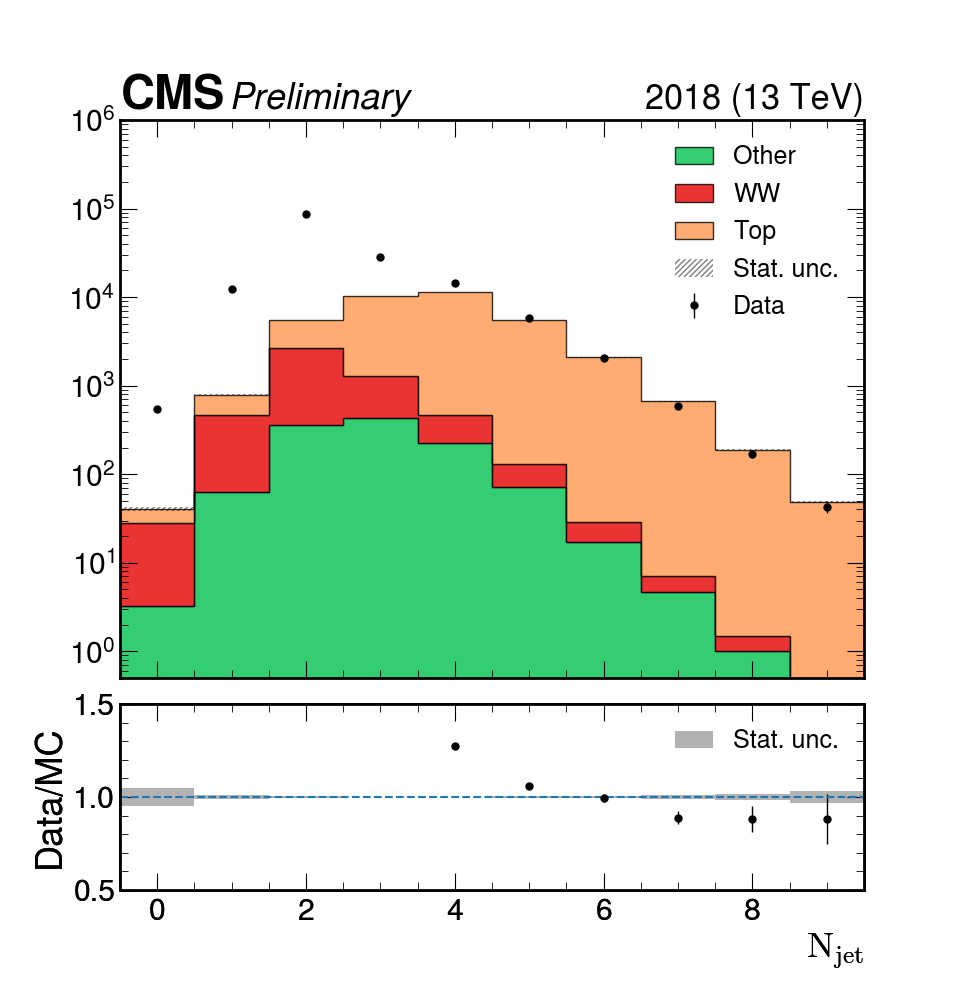 CMS Preliminary 2018 (13 TeV)
10^6
10^5
10^4
10^3
10^2
10^1
10^0
Other
WW
Top
Stat. unc.
Data
Data/MC
1.5
1.0
0.5
Stat. unc.
0 2 4 6 8
N_jet